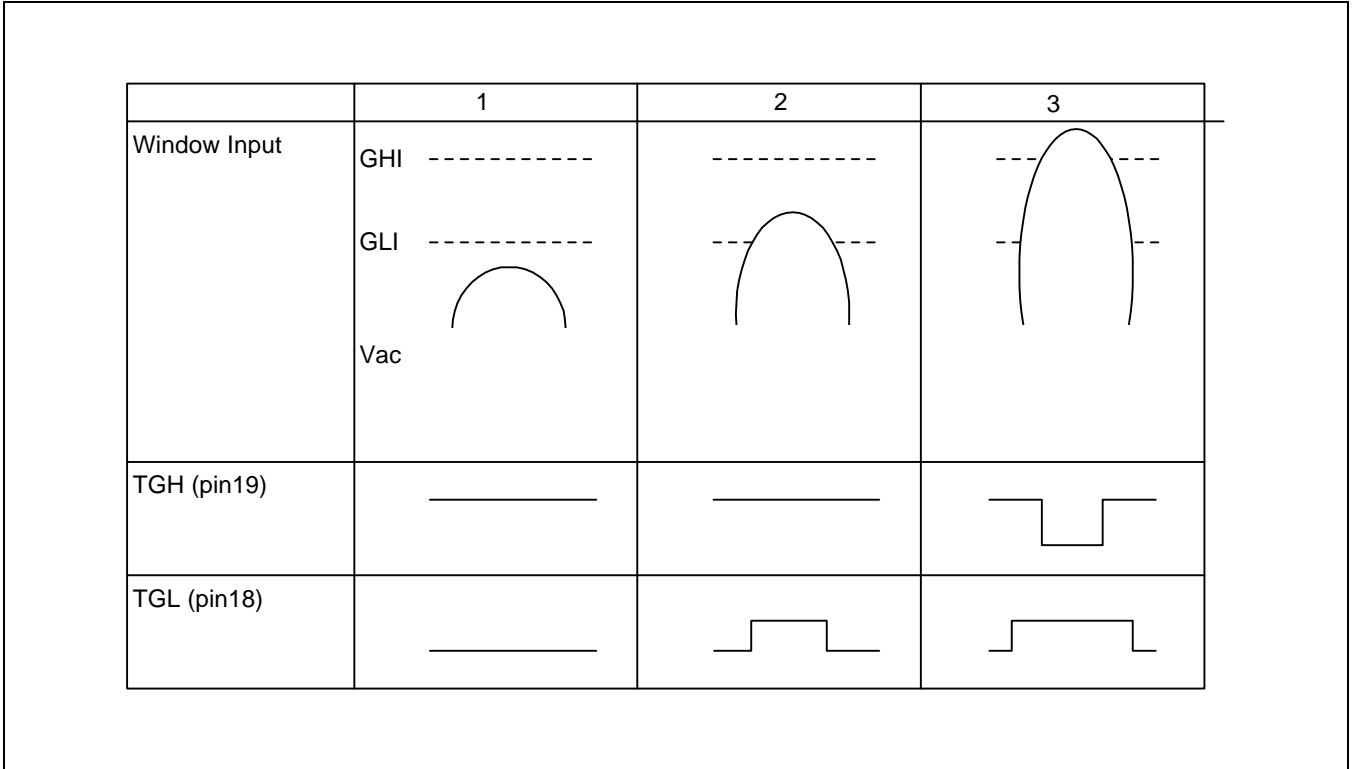 1 2 3
Window Input
GHI
GLI
Vac
TGH (pin19)
TGL (pin18)